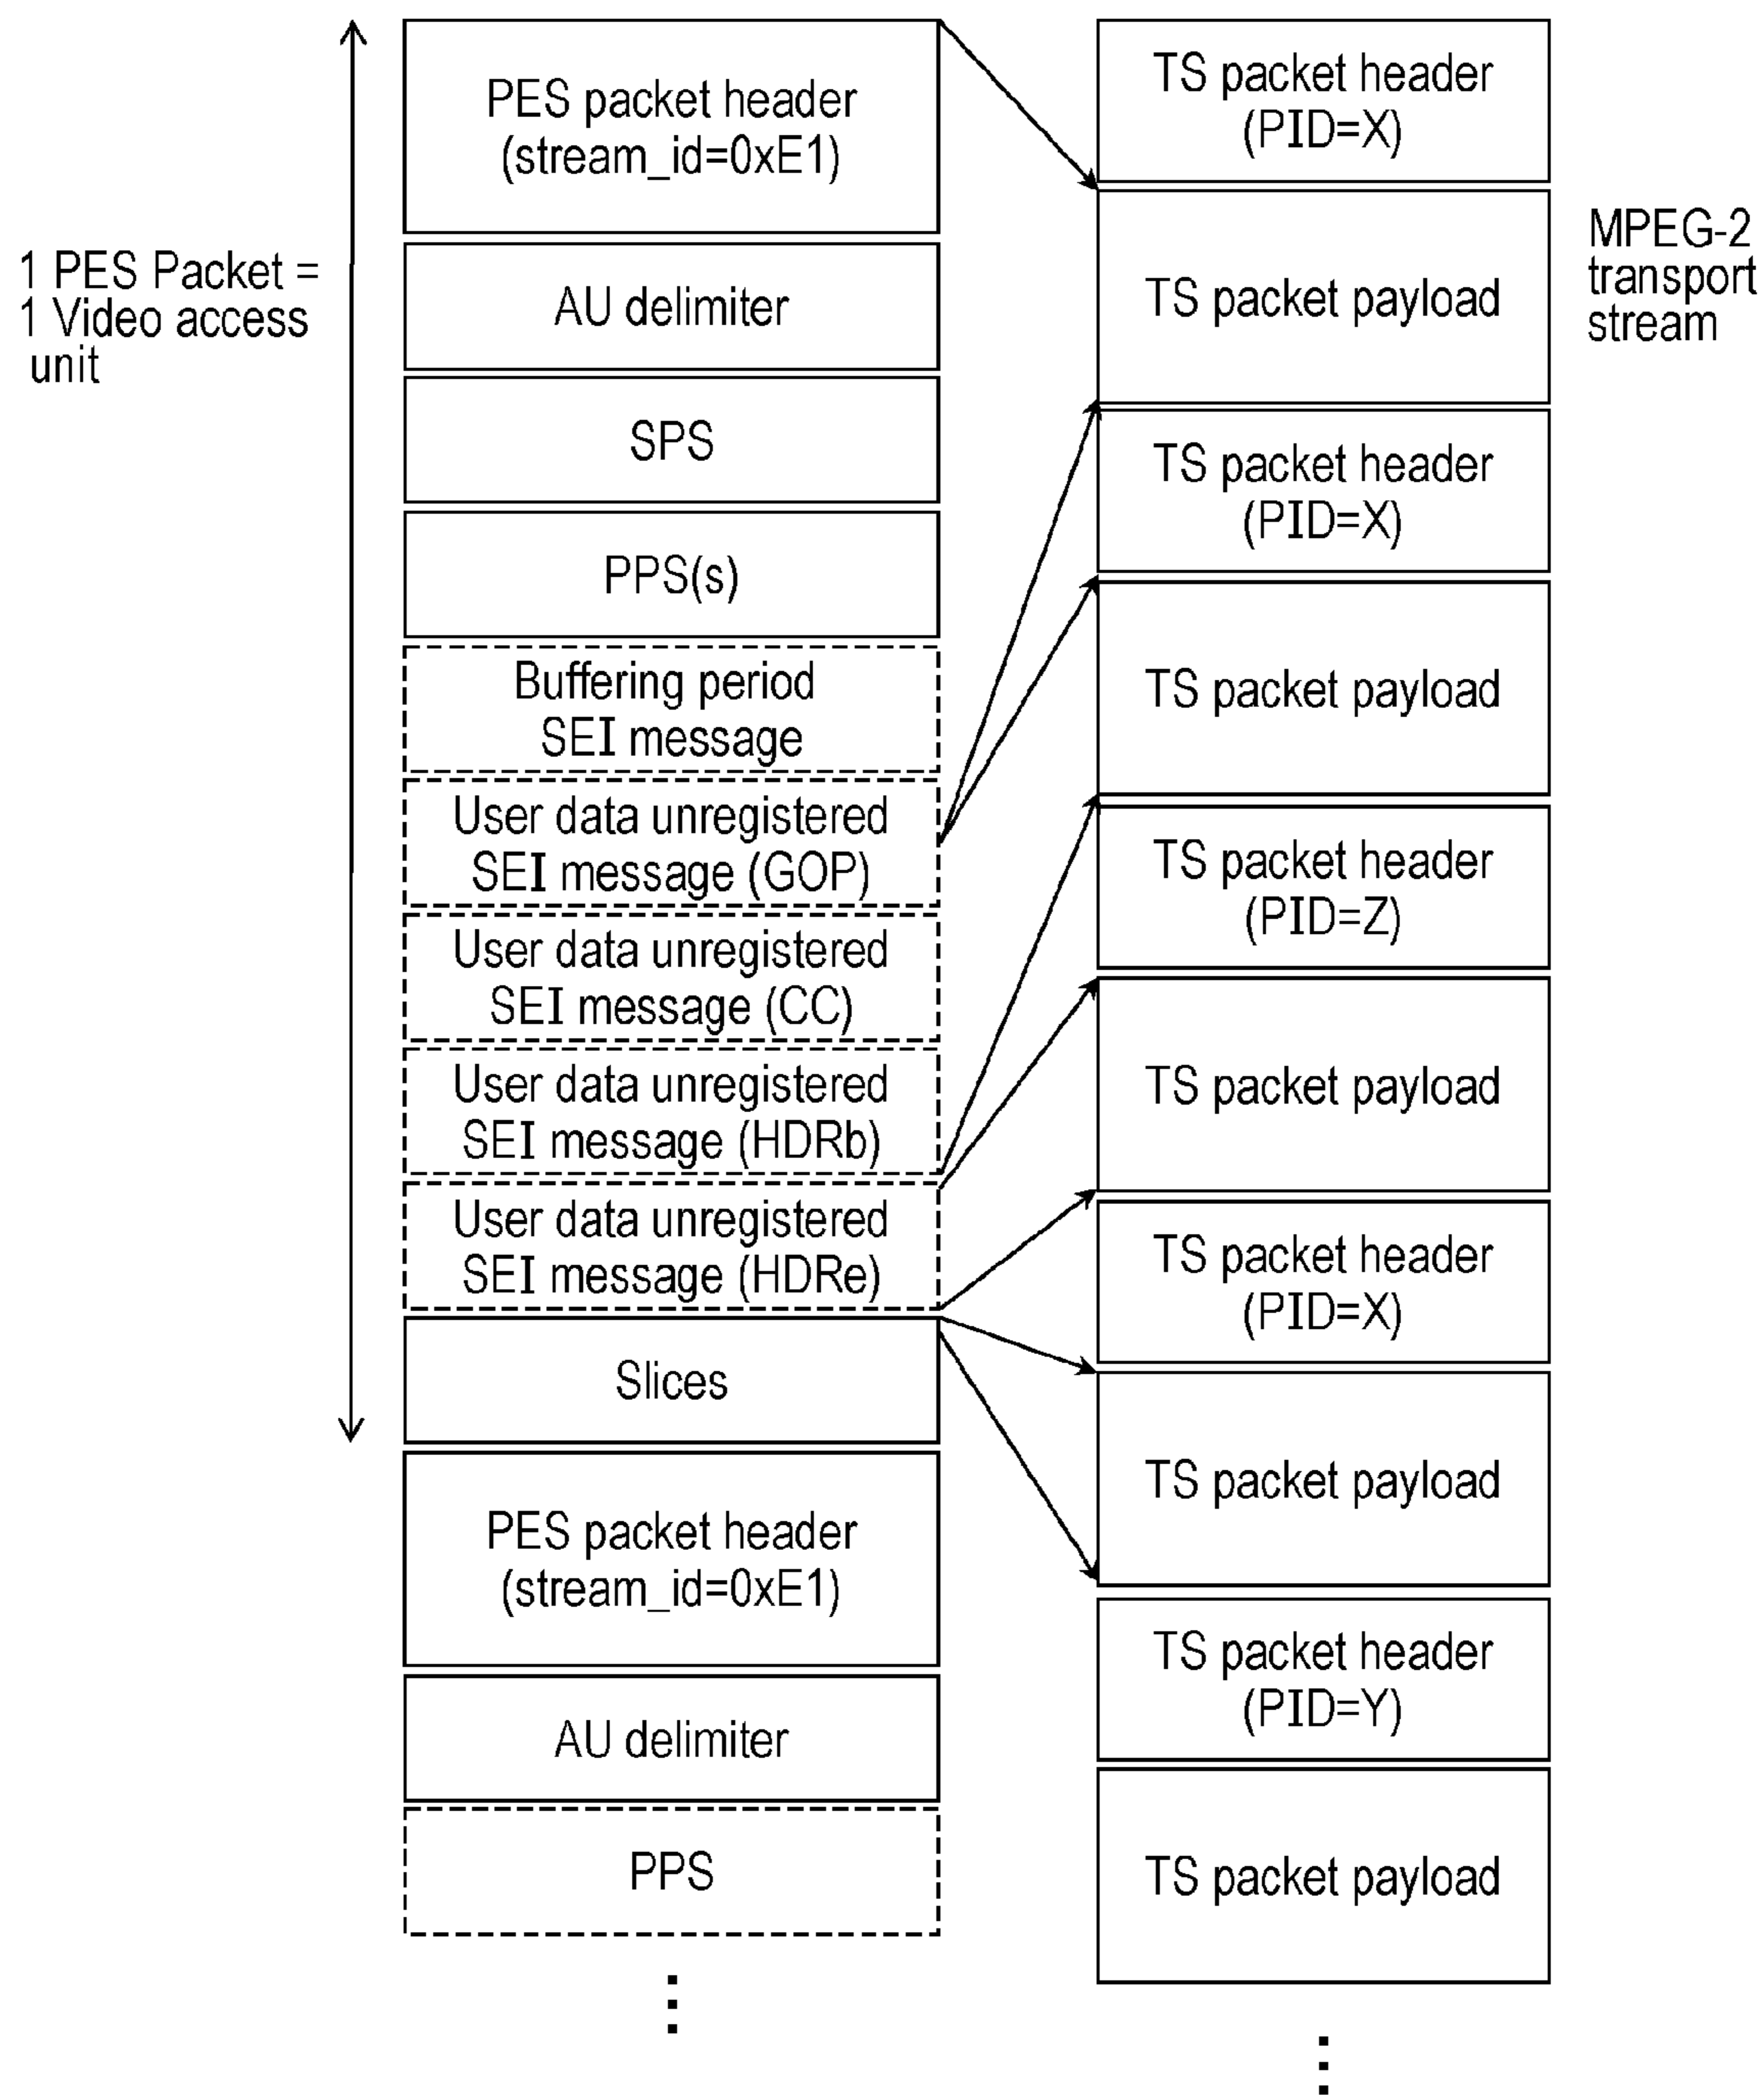 1 PES Packet =
1 Video access
unit
PES packet header
(stream_id=0xE1)
AU delimiter
SPS
PPS(s)
Buffering period
SEI message
User data unregistered
SEI message (GOP)
User data unregistered
SEI message (CC)
User data unregistered
SEI message (HDRb)
User data unregistered
SEI message (HDRe)
Slices
PES packet header
(stream_id=0xE1)
AU delimiter
PPS
TS packet header
(PID=X)
TS packet payload
TS packet header
(PID=X)
TS packet payload
TS packet header
(PID=Z)
TS packet payload
TS packet header
(PID=X)
TS packet payload
TS packet header
(PID=Y)
TS packet payload
MPEG-2
transport
stream